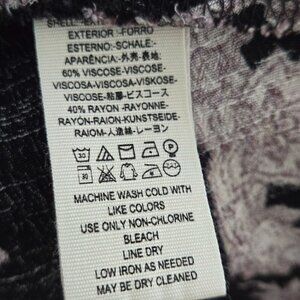 SHELL:-EXT
EXTERIOR -FORRO
ESTERNO: SCHALE:-
APARÊNCIA:-外壳-表地:
60% VISCOSE-VISCOSE-
VISCOSA-VISCOSA-VISKOSE-
VISCOSE-粘膠-ビスコース
40% RAYON -RAYONNE-
RAYÓN-RAION-KUNSTSEIDE-
RAIOM-人造絲-レーヨン
30
MACHINE WASH COLD WITH
LIKE COLORS
USE ONLY NON-CHLORINE
BLEACH
LINE DRY
LOW IRON AS NEEDED
MAY BE DRY CLEANED